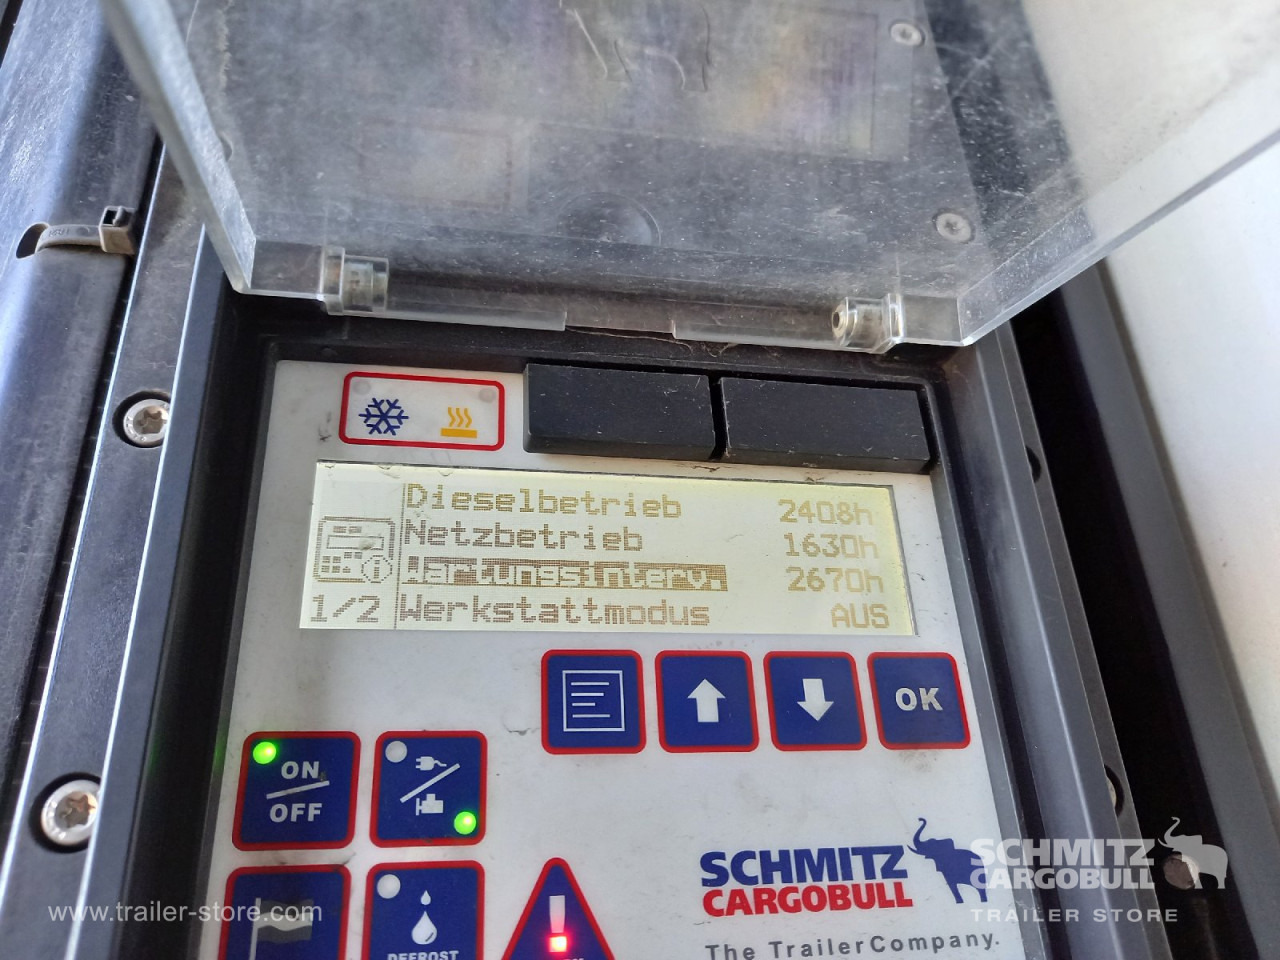 Dieselbetrieb 2408h
Netzbetrieb 1630h
Wartungsinterv. 2670h
1/2 Werkstattmodus AUS
OK
ON
OFF
DEFROST
SCHMITZ
CARGOBULL
The TrailerCompany.
SCHMITZ
CARGOBULL
TRAILER STORE
www.trailer-store.com